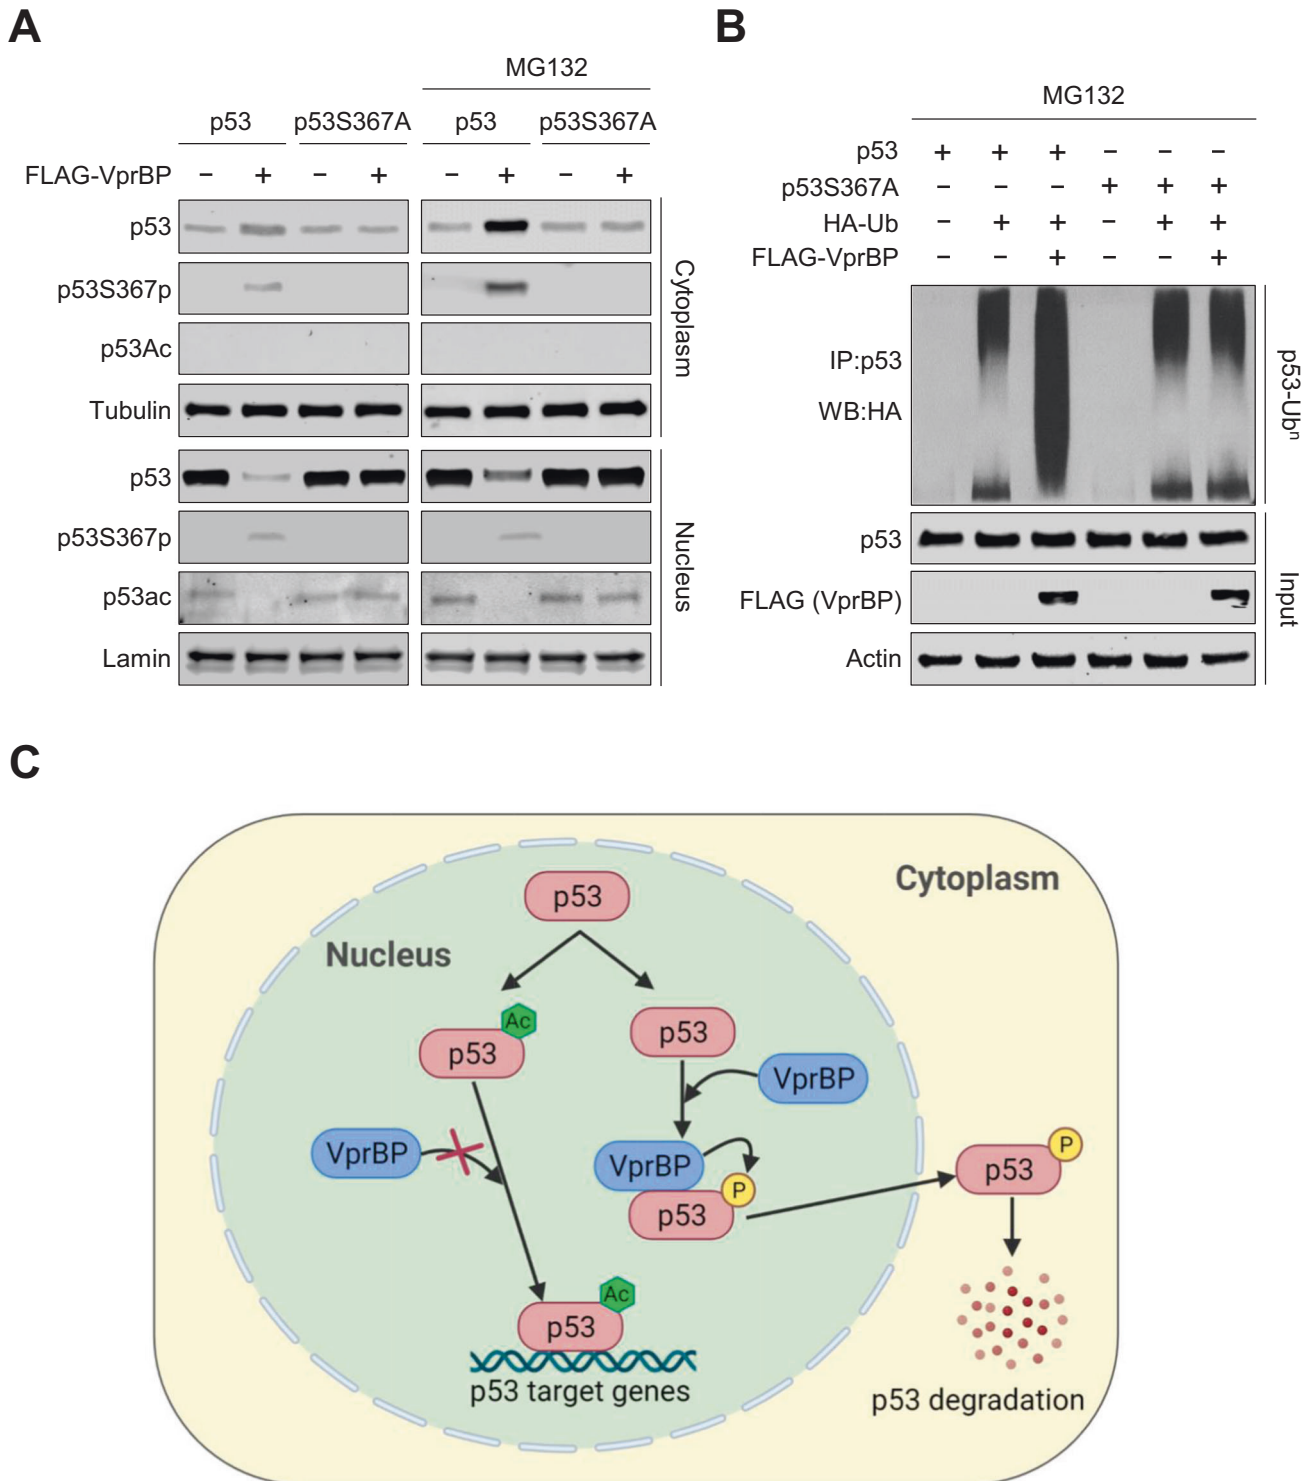 A
MG132
p53 p53S367A p53 p53S367A
FLAG-VprBP − + − + − + − +
p53
p53S367p
p53Ac
Tubulin
Cytoplasm
p53
p53S367p
p53ac
Lamin
Nucleus
B
MG132
p53 + + + − − −
p53S367A − − − + + +
HA-Ub − + + − + +
FLAG-VprBP − − + − − +
IP:p53
WB:HA
p53-Ubⁿ
p53
FLAG (VprBP)
Actin
Input
C
Cytoplasm
Nucleus
p53
Ac
p53
p53
VprBP
VprBP
VprBP
P
p53
P
p53
Ac
p53
p53 target genes
p53 degradation